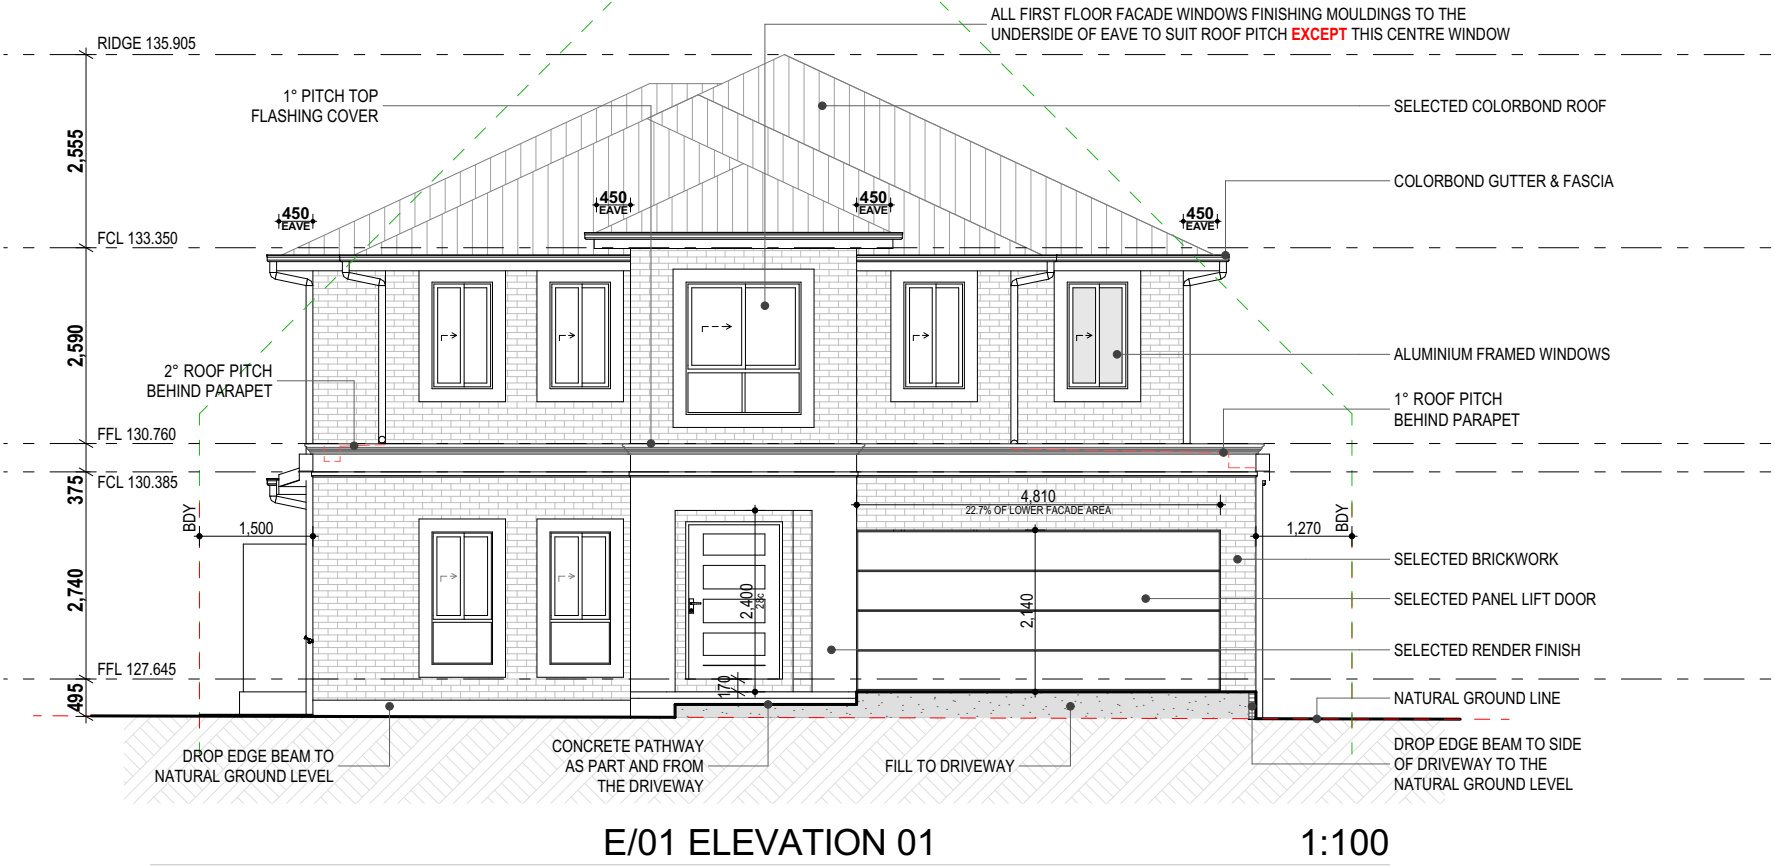 ALL FIRST FLOOR FACADE WINDOWS FINISHING MOULDINGS TO THE
UNDERSIDE OF EAVE TO SUIT ROOF PITCH EXCEPT THIS CENTRE WINDOW
RIDGE 135.905
1° PITCH TOP
FLASHING COVER
SELECTED COLORBOND ROOF
2,555
COLORBOND GUTTER & FASCIA
450
EAVE
450
EAVE
450
EAVE
450
EAVE
FCL 133.350
2,590
ALUMINIUM FRAMED WINDOWS
2° ROOF PITCH
BEHIND PARAPET
1° ROOF PITCH
BEHIND PARAPET
FFL 130.760
375
FCL 130.385
BDY
1,500
4,810
22.7% OF LOWER FACADE AREA
1,270
BDY
SELECTED BRICKWORK
2,740
2,400
28c
2,140
SELECTED PANEL LIFT DOOR
SELECTED RENDER FINISH
FFL 127.645
495
170
NATURAL GROUND LINE
DROP EDGE BEAM TO
NATURAL GROUND LEVEL
CONCRETE PATHWAY
AS PART AND FROM
THE DRIVEWAY
FILL TO DRIVEWAY
DROP EDGE BEAM TO SIDE
OF DRIVEWAY TO THE
NATURAL GROUND LEVEL
E/01 ELEVATION 01
1:100